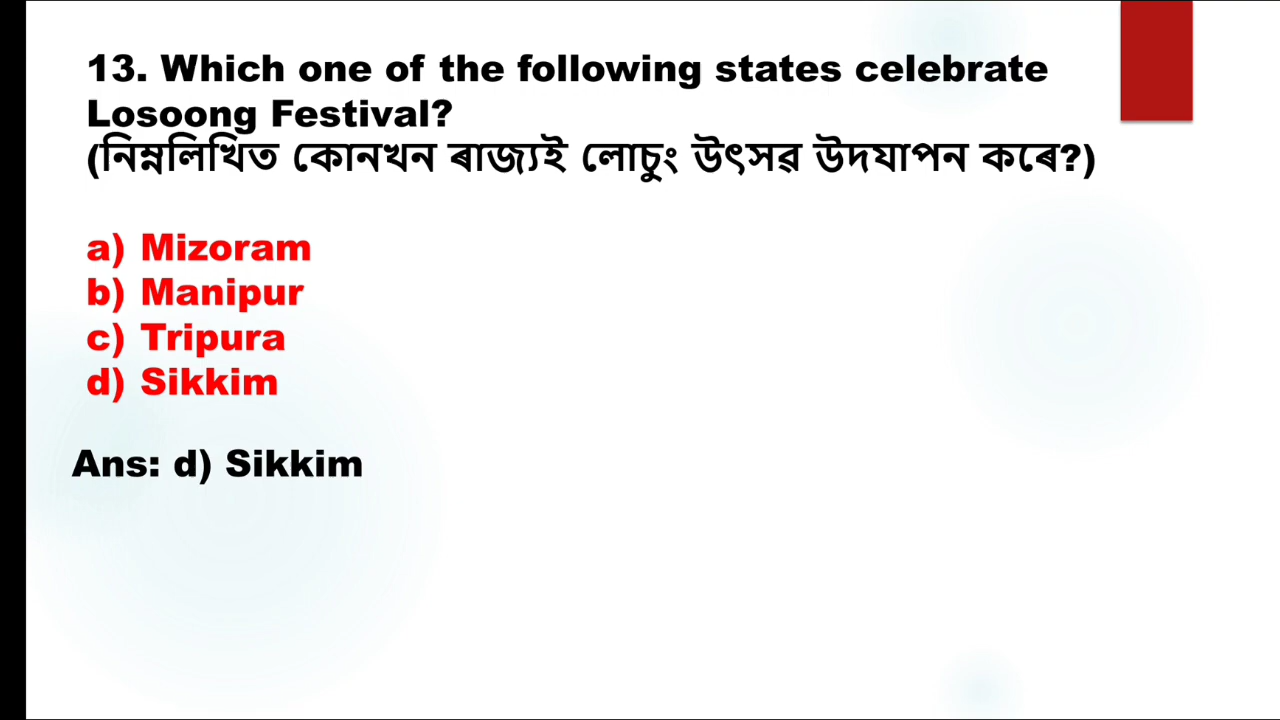 13. Which one of the following states celebrate
Losoong Festival?
(নিম্নলিখিত কোনখন ৰাজ্যই লোচুং উৎসৱ উদযাপন কৰে?)
a) Mizoram
b) Manipur
c) Tripura
d) Sikkim
Ans: d) Sikkim